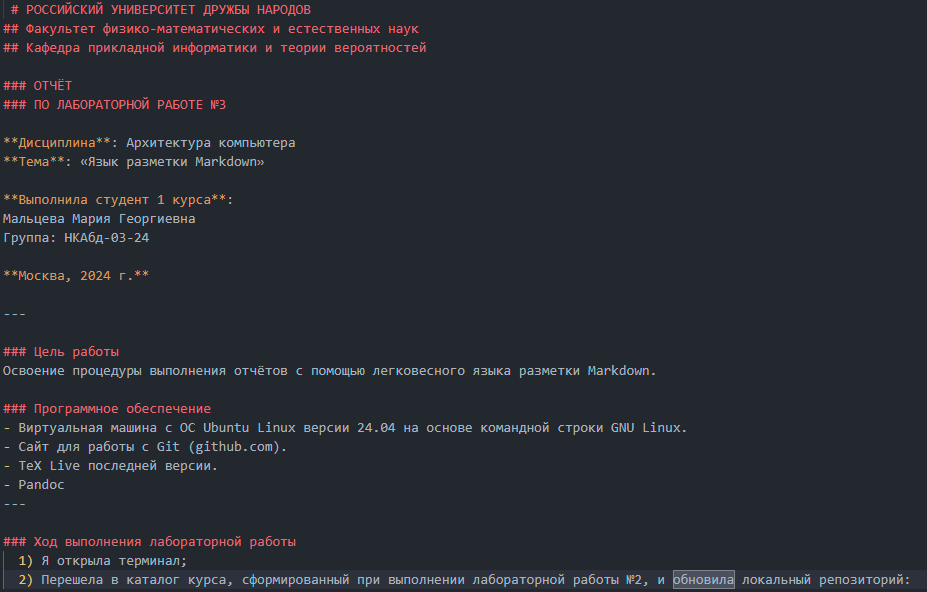 # РОССИЙСКИЙ УНИВЕРСИТЕТ ДРУЖБЫ НАРОДОВ
## Факультет физико-математических и естественных наук
## Кафедра прикладной информатики и теории вероятностей
### ОТЧЁТ
### ПО ЛАБОРАТОРНОЙ РАБОТЕ №3
**Дисциплина**: Архитектура компьютера
**Тема**: «Язык разметки Markdown»
**Выполнила студент 1 курса**:
Мальцева Мария Георгиевна
Группа: НКАбд-03-24
**Москва, 2024 г.**
---
### Цель работы
Освоение процедуры выполнения отчётов с помощью легковесного языка разметки Markdown.
### Программное обеспечение
- Виртуальная машина с ОС Ubuntu Linux версии 24.04 на основе командной строки GNU Linux.
- Сайт для работы с Git (github.com).
- TeX Live последней версии.
- Pandoc
---
### Ход выполнения лабораторной работы
1) Я открыла терминал;
2) Перешела в каталог курса, сформированный при выполнении лабораторной работы №2, и обновила локальный репозиторий: